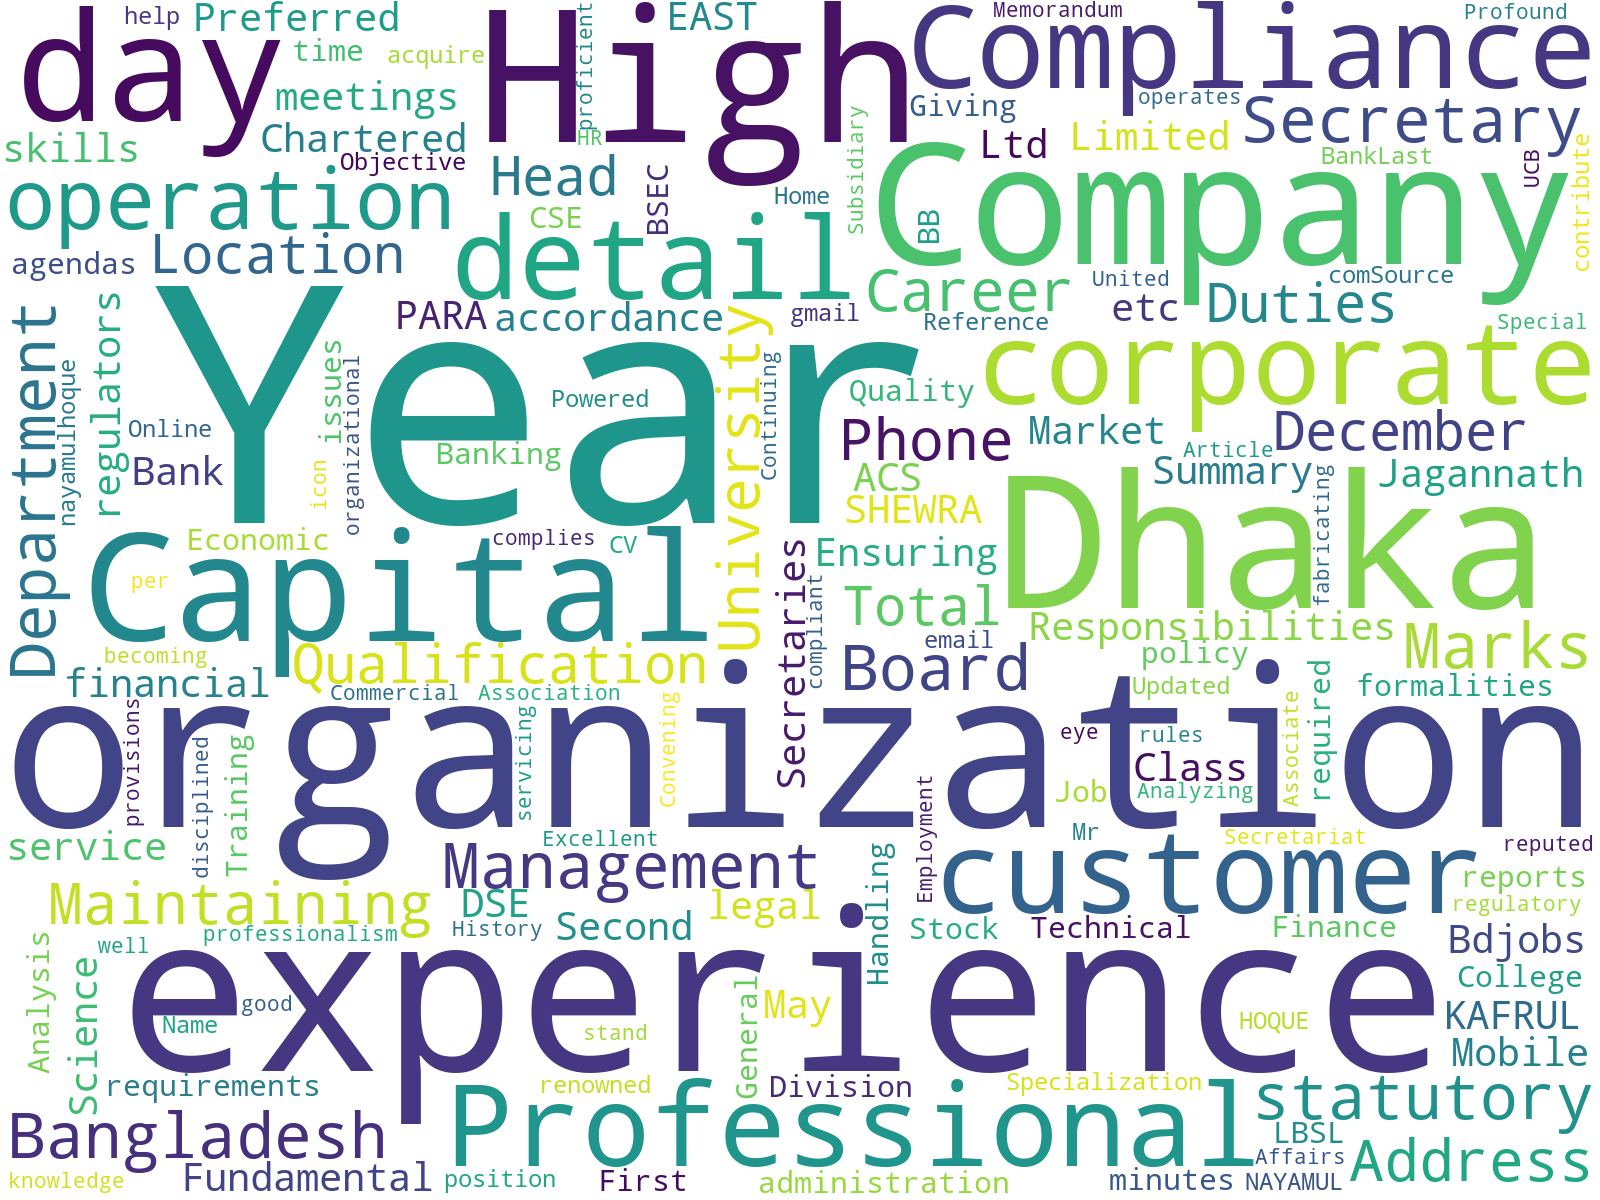 day
help
Preferred
High
proficient
EAST
Compliance
Memorandum
Profound
time
acquire
meetings
Giving
operates
Secretary
skills
Chartered
HR
Ltd
Limited
Objective
BankLast
UCB
contribute
operation
Head
BSEC
Home
Subsidiary
Company
BB
CSE
detail
agendas
Location
Career
United
comSource
PARA
accordance
gmail
Reference
etc
Duties
Special
Department
nayamulhoque
regulators
Year
issues
organizational
University
Continuing
corporate
Powered
Quality
Online
Bank
icon
Banking
Phone
Market
December
Article
ACS
Summary
Jagannath
SHEWRA
Dhaka
fabricating
Economic
complies
CV
Capital
Secretaries
Ensuring
per
compliant
Total
Responsibilities
Marks
becoming
Qualification
email
policy
financial
Commercial
Association
Board
Updated
required
formalities
organization
provisions
disciplined
Training
servicing
Convening
eye
rules
Class
Associate
Job
Analyzing
service
Excellent
Management
Handling
Employment
Mr
Secretariat
reputed
customer
reports
Maintaining
DSE
legal
regulatory
professionalism
History
Second
Stock
Technical
Finance
Bdjobs
Analysis
well
Science
experience
College
good
Name
stand
General
May
HOQUE
KAFRUL
Mobile
requirements
renowned
Division
Specialization
statutory
Bangladesh
Professional
LBSL
Affairs
Address
knowledge
Fundamental
position
First
administration
minutes
NAYAMUL